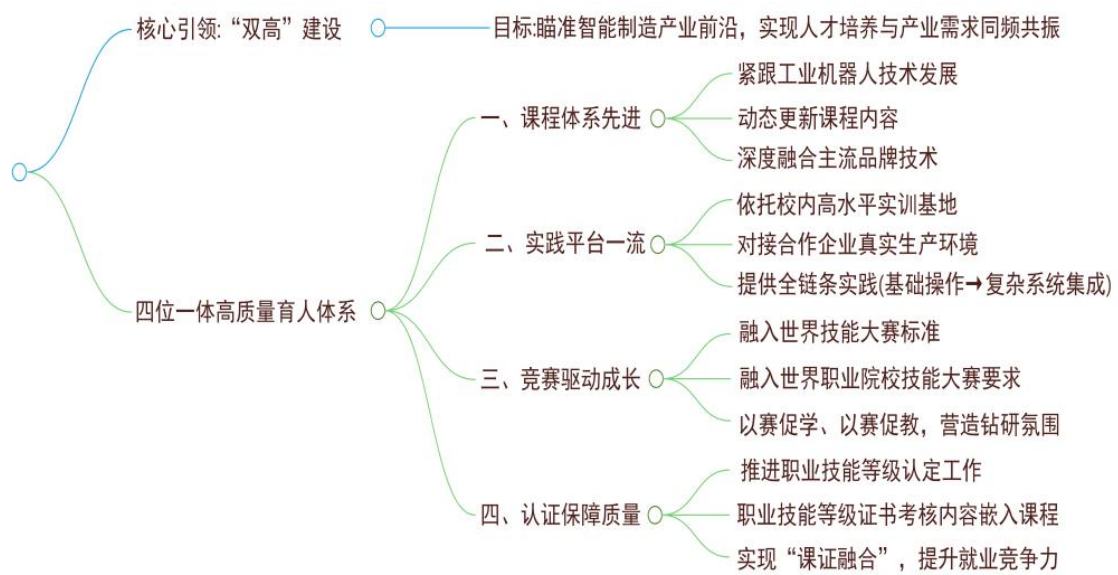 核心引领:“双高”建设
目标:瞄准智能制造产业前沿，实现人才培养与产业需求同频共振
四位一体高质量育人体系
一、课程体系先进
紧跟工业机器人技术发展
动态更新课程内容
深度融合主流品牌技术
二、实践平台一流
依托校内高水平实训基地
对接合作企业真实生产环境
提供全链条实践(基础操作→复杂系统集成)
三、竞赛驱动成长
融入世界技能大赛标准
融入世界职业院校技能大赛要求
以赛促学、以赛促教，营造钻研氛围
四、认证保障质量
推进职业技能等级认定工作
职业技能等级证书考核内容嵌入课程
实现“课证融合”，提升就业竞争力